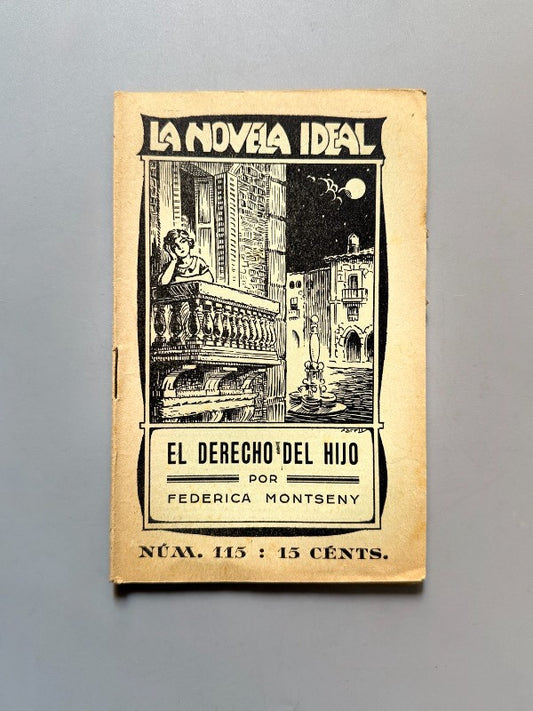 LA NOVELA IDEAL
EL DERECHO DEL HIJO
POR
FEDERICA MONTSENY
NÚM. 115 : 15 CÉNTS.